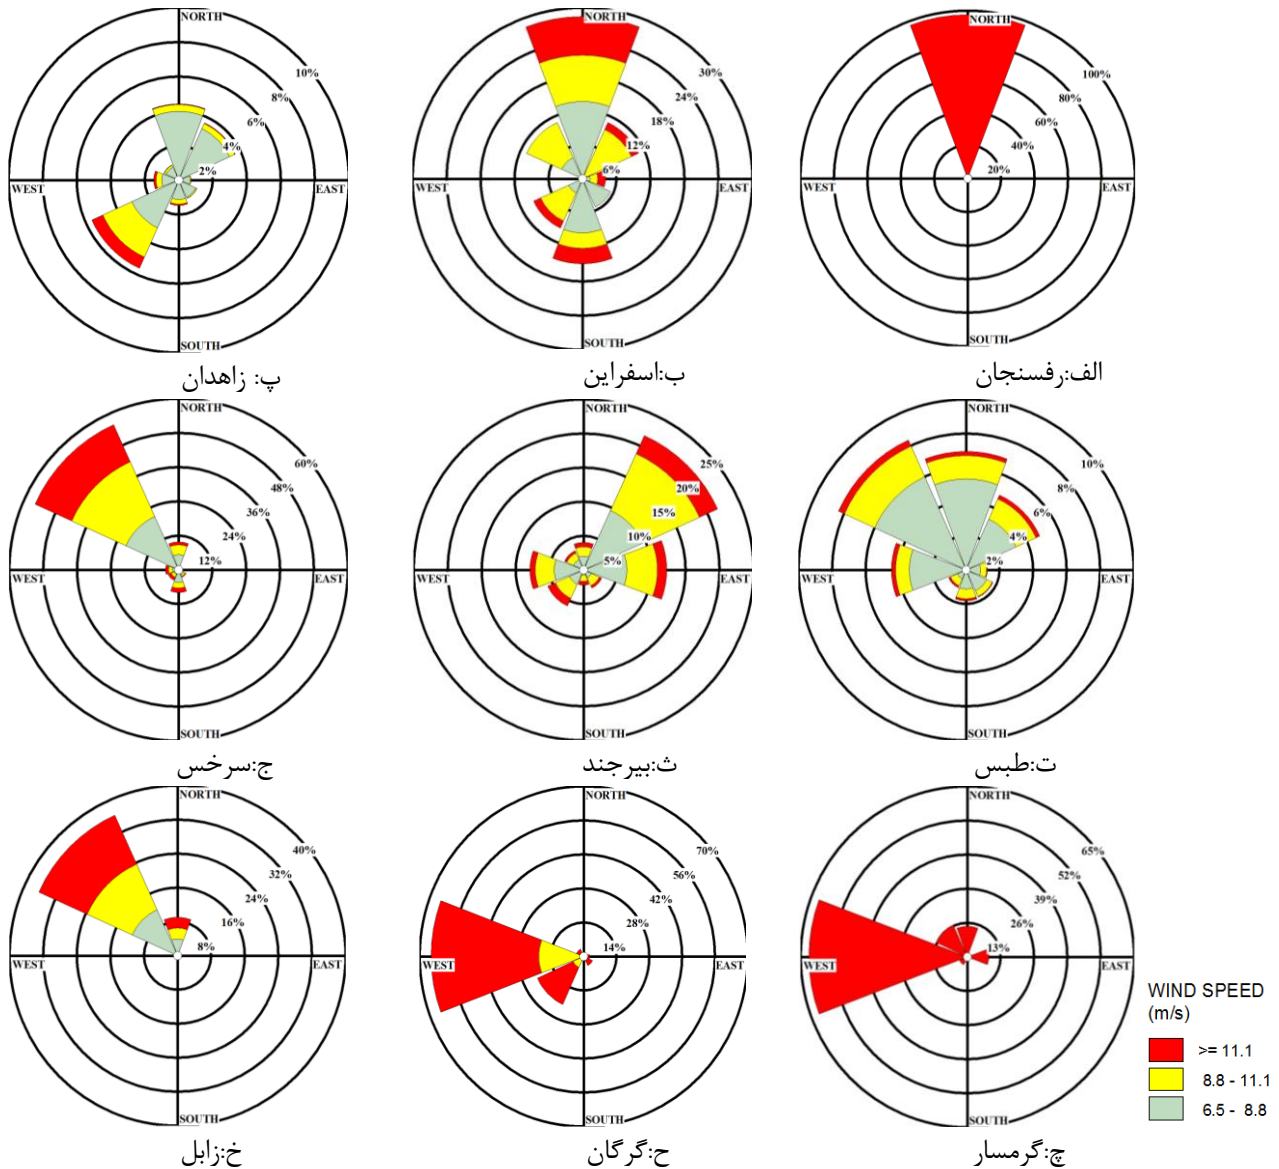 NORTH
10%
8%
6%
4%
2%
WEST
EAST
SOUTH
پ: زاهدان
NORTH
30%
24%
18%
12%
6%
WEST
EAST
SOUTH
ب:اسفراین
NORTH
100%
80%
60%
40%
20%
WEST
EAST
SOUTH
الف:رفسنجان
NORTH
60%
48%
36%
24%
12%
WEST
EAST
SOUTH
ج:سرخس
NORTH
25%
20%
15%
10%
5%
WEST
EAST
SOUTH
ث:بیرجند
NORTH
10%
8%
6%
4%
2%
WEST
EAST
SOUTH
ت:طبس
NORTH
40%
32%
24%
16%
8%
WEST
EAST
SOUTH
خ:زابل
NORTH
70%
56%
42%
28%
14%
WEST
EAST
SOUTH
ح:گرگان
NORTH
65%
52%
39%
26%
13%
WEST
EAST
SOUTH
چ:گرمسار
WIND SPEED
(m/s)
>= 11.1
8.8 - 11.1
6.5 - 8.8